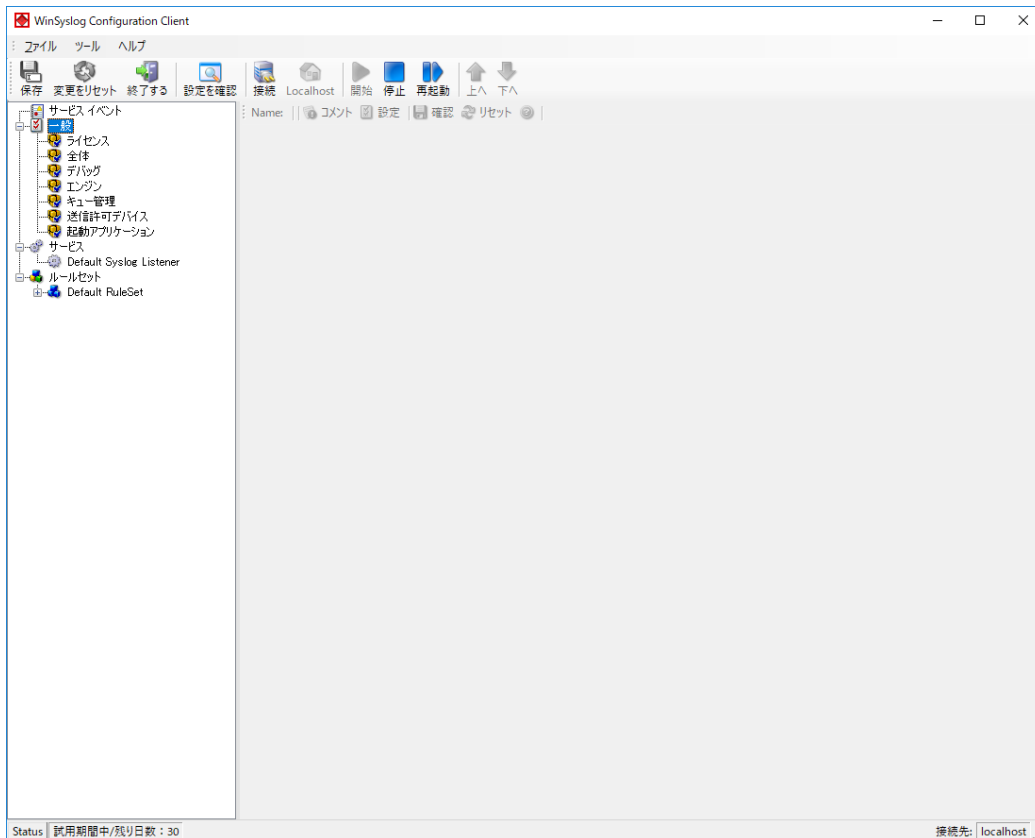 WinSyslog Configuration Client
ファイル ツール ヘルプ
保存 変更をリセット 終了する 設定を確認 接続 Localhost 開始 停止 再起動 上へ 下へ
Name: コメント 設定 確認 リセット
サービス イベント
一般
ライセンス
全体
デバッグ
エンジン
キュー管理
送信許可デバイス
起動アプリケーション
サービス
Default Syslog Listener
ルールセット
Default RuleSet
Status 試用期間中/残り日数：30 接続先: localhost